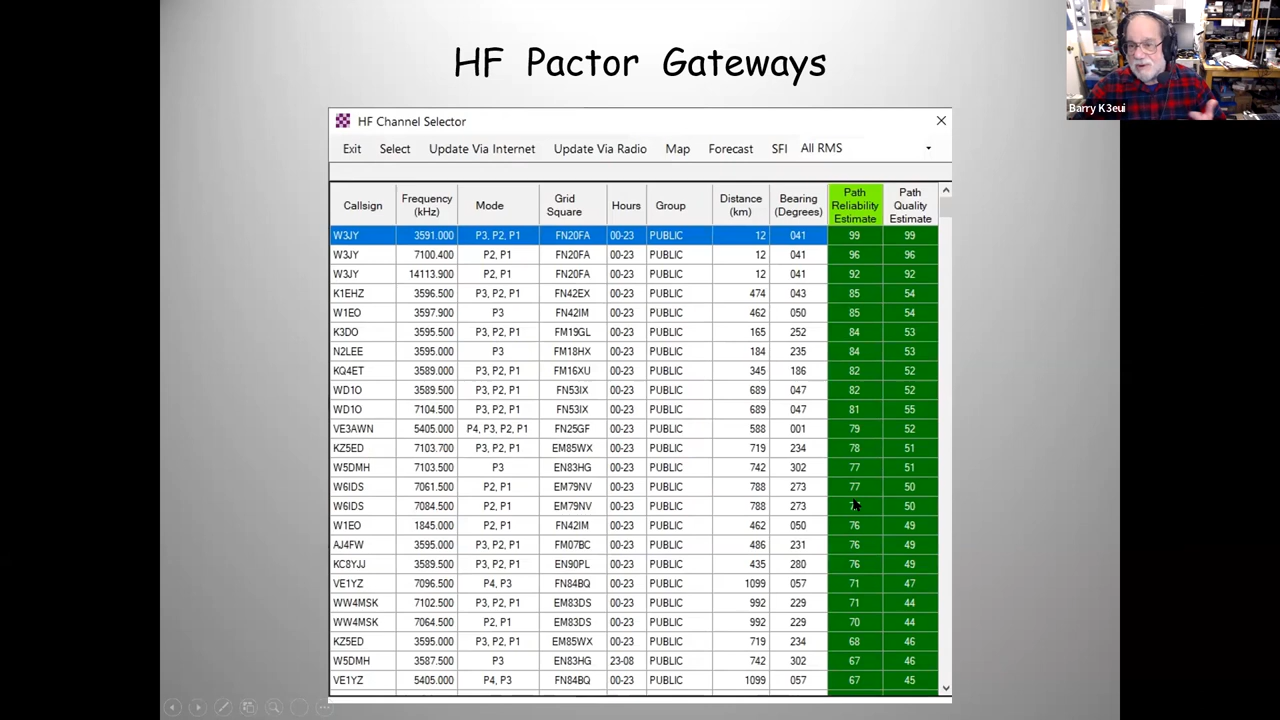 HF Pactor Gateways
Barry K3eui
HF Channel Selector
Exit Select Update Via Internet Update Via Radio Map Forecast SFI All RMS
Callsign Frequency (kHz) Mode Grid Square Hours Group Distance (km) Bearing (Degrees) Path Reliability Estimate Path Quality Estimate
W3JY 3591.000 P3, P2, P1 FN20FA 00-23 PUBLIC 12 041 99 99
W3JY 7100.400 P2, P1 FN20FA 00-23 PUBLIC 12 041 96 96
W3JY 14113.900 P2, P1 FN20FA 00-23 PUBLIC 12 041 92 92
K1EHZ 3596.500 P3, P2, P1 FN42EX 00-23 PUBLIC 474 043 85 54
W1EO 3597.900 P3 FN42IM 00-23 PUBLIC 462 050 85 54
K3DO 3595.500 P3, P2, P1 FM19GL 00-23 PUBLIC 165 252 84 53
N2LEE 3595.000 P3 FM18HX 00-23 PUBLIC 184 235 84 53
KQ4ET 3589.000 P3, P2, P1 FM16XU 00-23 PUBLIC 345 186 82 52
WD1O 3589.500 P3, P2, P1 FN53IX 00-23 PUBLIC 689 047 82 52
WD1O 7104.500 P3, P2, P1 FN53IX 00-23 PUBLIC 689 047 81 55
VE3AWN 5405.000 P4, P3, P2, P1 FN25GF 00-23 PUBLIC 588 001 79 52
KZ5ED 7103.700 P3, P2, P1 EM85WX 00-23 PUBLIC 719 234 78 51
W5DMH 7103.500 P3 EN83HG 00-23 PUBLIC 742 302 77 51
W6IDS 7061.500 P2, P1 EM79NV 00-23 PUBLIC 788 273 77 50
W6IDS 7084.500 P2, P1 EM79NV 00-23 PUBLIC 788 273 50
W1EO 1845.000 P2, P1 FN42IM 00-23 PUBLIC 462 050 76 49
AJ4FW 3595.000 P3, P2, P1 FM07BC 00-23 PUBLIC 486 231 76 49
KC8YJJ 3589.500 P3, P2, P1 EN90PL 00-23 PUBLIC 435 280 76 49
VE1YZ 7096.500 P4, P3 FN84BQ 00-23 PUBLIC 1099 057 71 47
WW4MSK 7102.500 P3, P2, P1 EM83DS 00-23 PUBLIC 992 229 71 44
WW4MSK 7064.500 P2, P1 EM83DS 00-23 PUBLIC 992 229 70 44
KZ5ED 3595.000 P3, P2, P1 EM85WX 00-23 PUBLIC 719 234 68 46
W5DMH 3587.500 P3 EN83HG 23-08 PUBLIC 742 302 67 46
VE1YZ 5405.000 P4, P3 FN84BQ 00-23 PUBLIC 1099 057 67 45